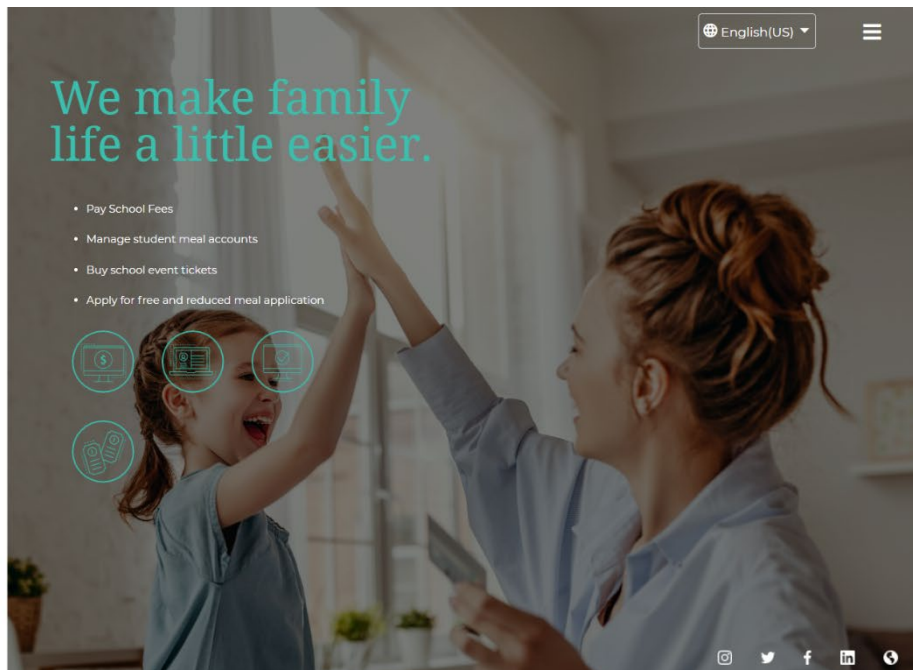 English(US)
We make family
life a little easier.
Pay School Fees
Manage student meal accounts
Buy school event tickets
Apply for free and reduced meal application